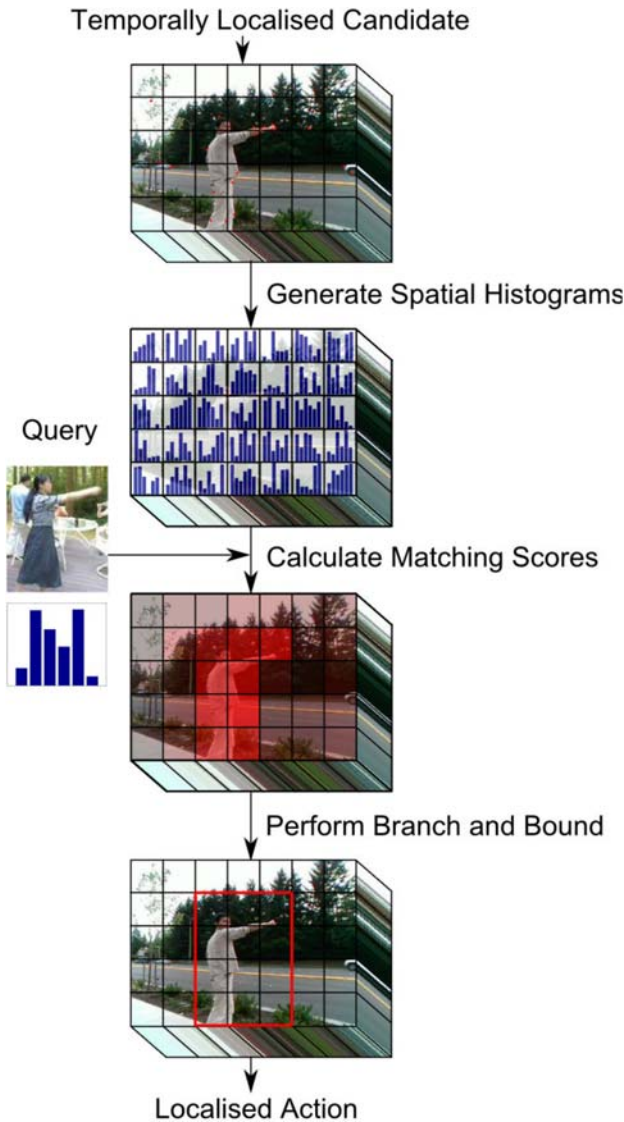 Temporally Localised Candidate
Generate Spatial Histograms
Query
Calculate Matching Scores
Perform Branch and Bound
Localised Action